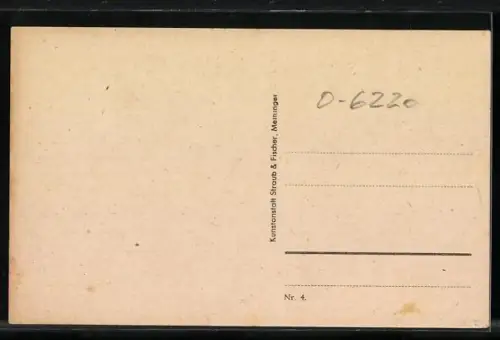 Kunstanstalt Straub & Fischer, Meiningen
D-6220
Nr. 4.